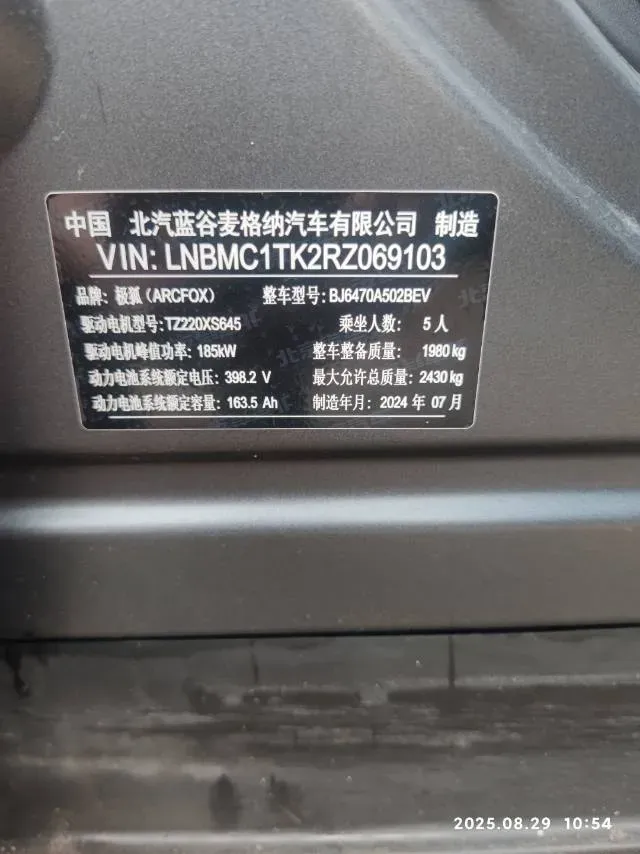 中国 北汽蓝谷麦格纳汽车有限公司 制造
VIN: LNBMC1TK2RZ069103
品牌: 极狐 (ARCFOX) 整车型号: BJ6470A502BEV
驱动电机型号: TZ220XS645 乘坐人数: 5 人
驱动电机峰值功率: 185kW 整车整备质量: 1980 kg
动力电池系统额定电压: 398.2 V 最大允许总质量: 2430 kg
动力电池系统额定容量: 163.5 Ah 制造年月: 2024 年 07 月
2025.08.29 10:54